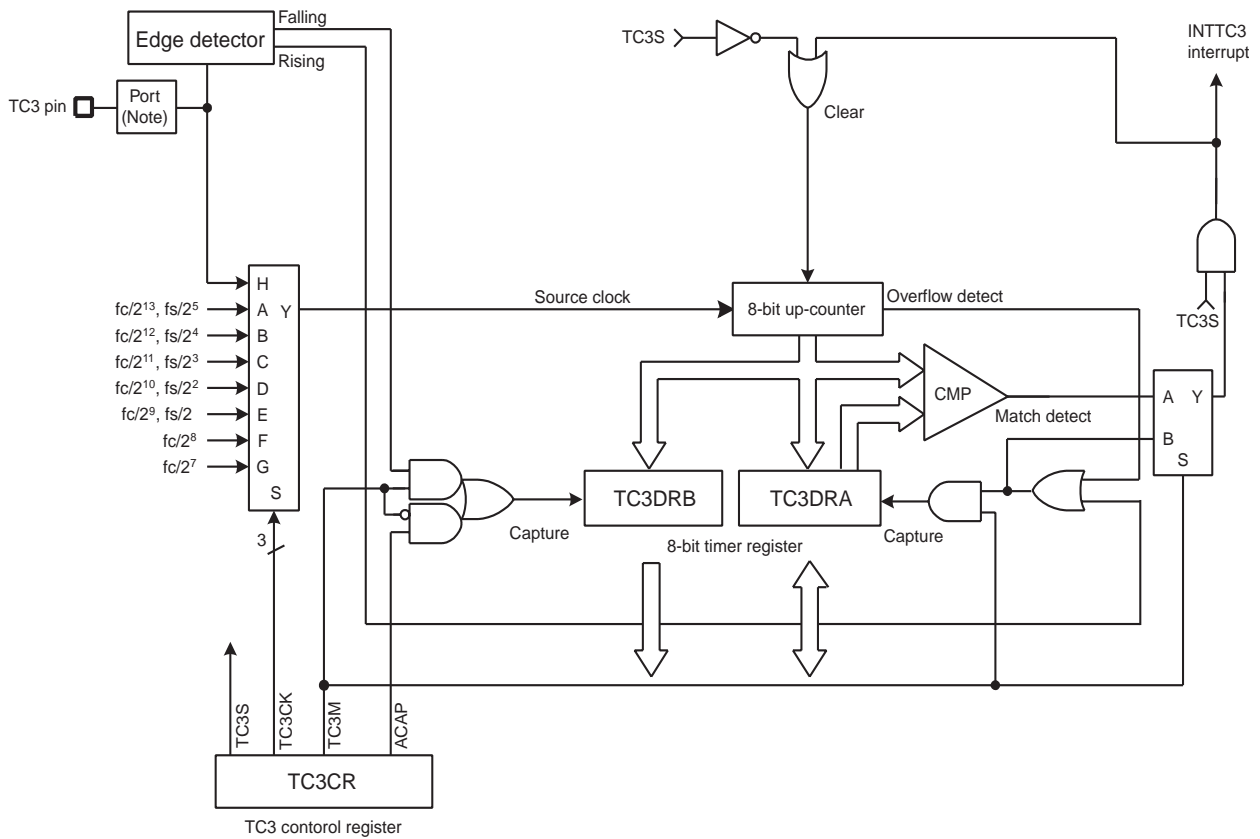 Falling
Edge detector
Rising
TC3 pin
Port
(Note)
TC3S
Clear
INTTC3
interrupt
H
fc/2¹³, fs/2⁵
A
Y
fc/2¹², fs/2⁴
B
fc/2¹¹, fs/2³
C
fc/2¹⁰, fs/2²
D
fc/2⁹, fs/2
E
fc/2⁸
F
fc/2⁷
G
S
3
Source clock
8-bit up-counter
Overflow detect
TC3S
CMP
Match detect
A
Y
B
S
Capture
TC3DRB
TC3DRA
Capture
8-bit timer register
TC3S
TC3CK
TC3M
ACAP
TC3CR
TC3 contorol register